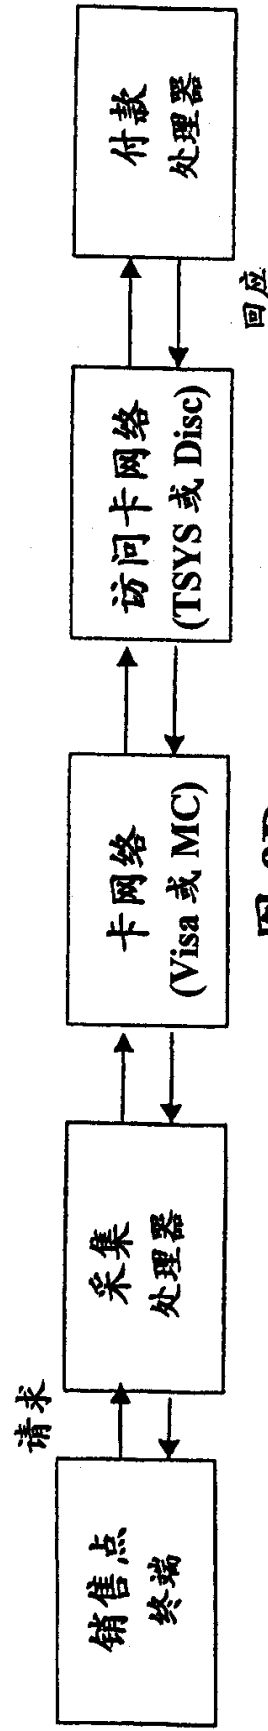 请求
销售点
终端
采集
处理器
卡网络
(Visa 或 MC)
访问卡网络
(TSYS 或 Disc)
付款
处理器
回应